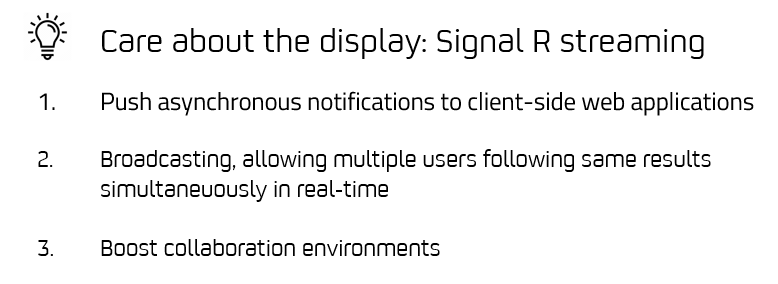 Care about the display: Signal R streaming
1. Push asynchronous notifications to client-side web applications
2. Broadcasting, allowing multiple users following same results
simultaneuously in real-time
3. Boost collaboration environments